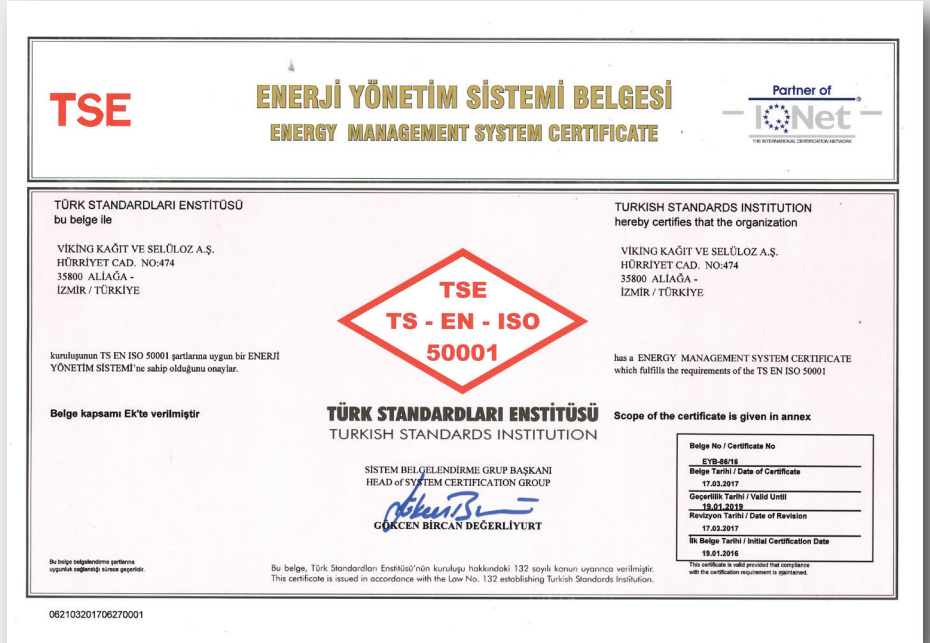 TSE
ENERJİ YÖNETİM SİSTEMİ BELGESİ
ENERGY MANAGEMENT SYSTEM CERTIFICATE
Partner of
IQNet
THE INTERNATIONAL CERTIFICATION NETWORK
TÜRK STANDARDLARI ENSTİTÜSÜ
bu belge ile
VİKİNG KAĞIT VE SELÜLOZ A.Ş.
HÜRRİYET CAD. NO:474
35800 ALİAĞA -
İZMİR / TÜRKİYE
kuruluşunun TS EN ISO 50001 şartlarına uygun bir ENERJİ
YÖNETİM SİSTEMİ'ne sahip olduğunu onaylar.
Belge kapsamı Ek'te verilmiştir
TSE
TS - EN - ISO
50001
TÜRK STANDARDLARI ENSTİTÜSÜ
TURKISH STANDARDS INSTITUTION
SİSTEM BELGELENDİRME GRUP BAŞKANI
HEAD of SYSTEM CERTIFICATION GROUP
GÖKCEN BİRCAN DEĞERLİYURT
TURKISH STANDARDS INSTITUTION
hereby certifies that the organization
VİKİNG KAĞIT VE SELÜLOZ A.Ş.
HÜRRİYET CAD. NO:474
35800 ALİAĞA -
İZMİR / TÜRKİYE
has a ENERGY MANAGEMENT SYSTEM CERTIFICATE
which fulfills the requirements of the TS EN ISO 50001
Scope of the certificate is given in annex
Belge No / Certificate No
EYB-86/16
Belge Tarihi / Date of Certificate
17.03.2017
Geçerlilik Tarihi / Valid Until
19.01.2019
Revizyon Tarihi / Date of Revision
17.03.2017
İlk Belge Tarihi / Initial Certification Date
19.01.2016
This certificate is valid provided that compliance
with the certification requirement is maintained.
Bu belge belgelendirme şartlarına
uygunluk sağlandığı sürece geçerlidir.
Bu belge, Türk Standardları Enstitüsü'nün kuruluşu hakkındaki 132 sayılı kanun uyarınca verilmiştir.
This certificate is issued in accordance with the Law No. 132 establishing Turkish Standards Institution.
062103201706270001